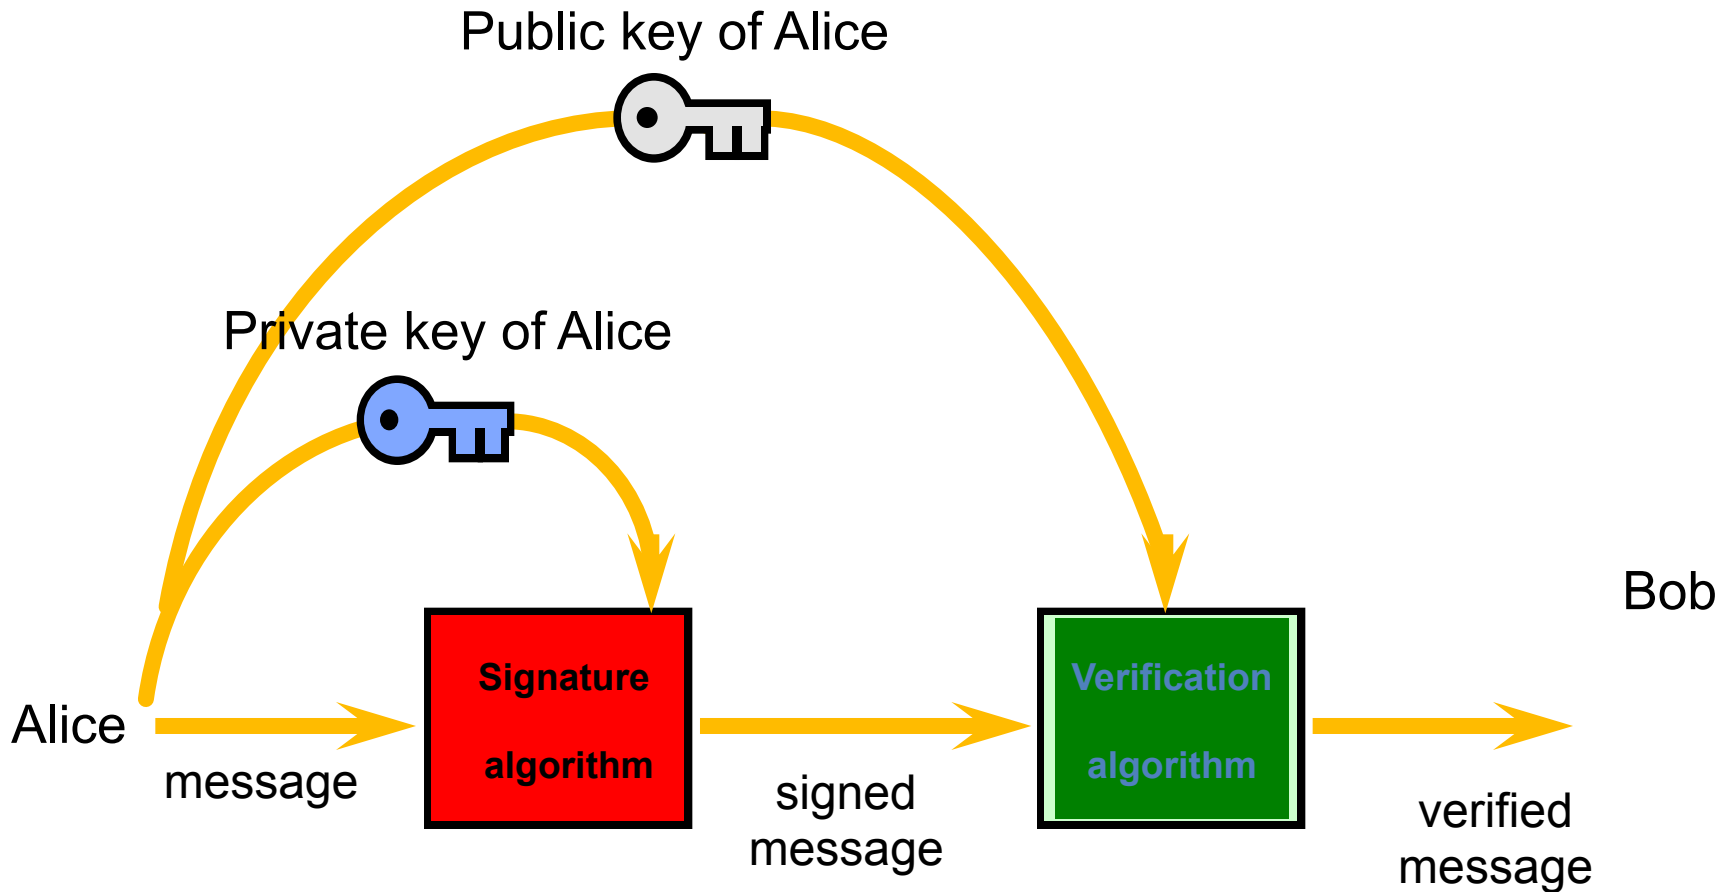 Public key of Alice
Private key of Alice
Bob
Alice
Signature
algorithm
Verification
algorithm
message
signed
message
verified
message